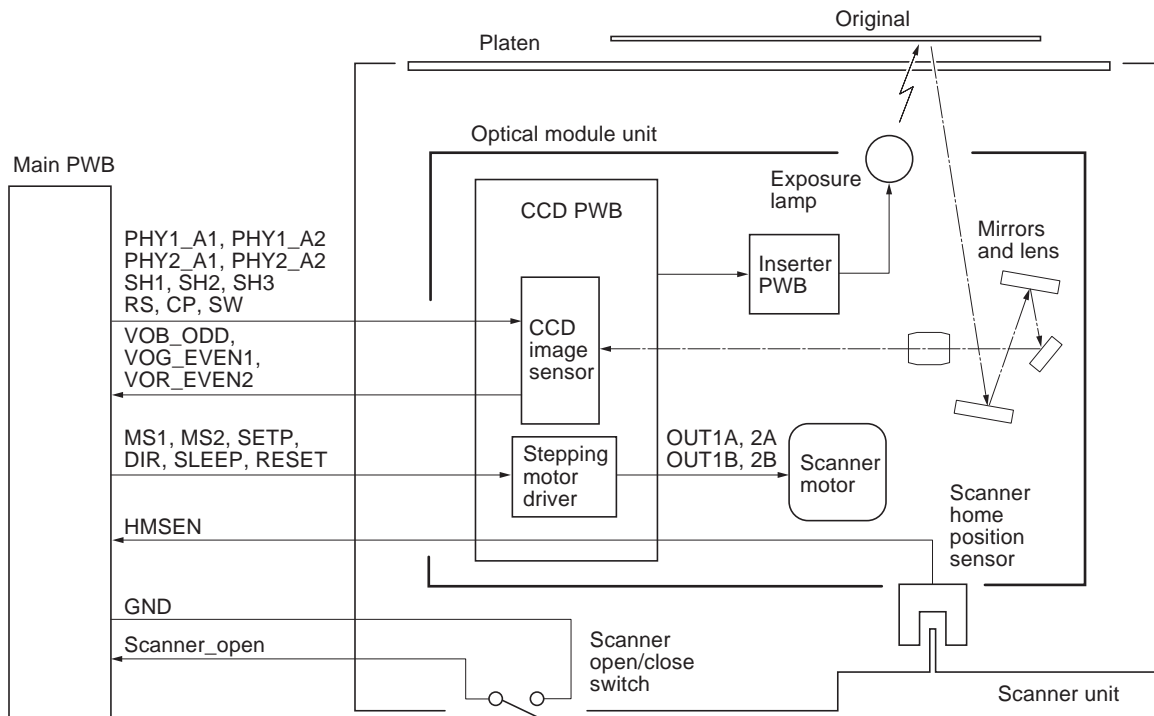 Original
Platen
Optical module unit
Main PWB
Exposure
lamp
CCD PWB
PHY1_A1, PHY1_A2
PHY2_A1, PHY2_A2
SH1, SH2, SH3
RS, CP, SW
Mirrors
and lens
Inserter
PWB
VOB_ODD,
VOG_EVEN1,
VOR_EVEN2
CCD
image
sensor
MS1, MS2, SETP,
DIR, SLEEP, RESET
Stepping
motor
driver
OUT1A, 2A
OUT1B, 2B
Scanner
motor
Scanner
home
position
sensor
HMSEN
GND
Scanner_open
Scanner
open/close
switch
Scanner unit